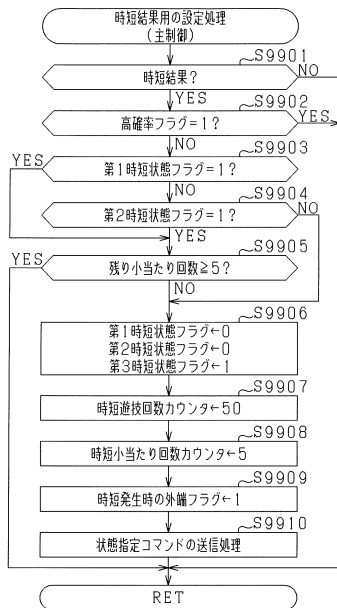 時短結果用の設定処理
(主制御)
S9901
時短結果?
NO
YES
S9902
高確率フラグ=1?
YES
NO
S9903
YES
第1時短状態フラグ=1?
NO
S9904
第2時短状態フラグ=1?
NO
YES
S9905
YES
残り小当たり回数≧5?
NO
S9906
第1時短状態フラグ←0
第2時短状態フラグ←0
第3時短状態フラグ←1
S9907
時短遊技回数カウンタ←50
S9908
時短小当たり回数カウンタ←5
S9909
時短発生時の外端フラグ←1
S9910
状態指定コマンドの送信処理
RET